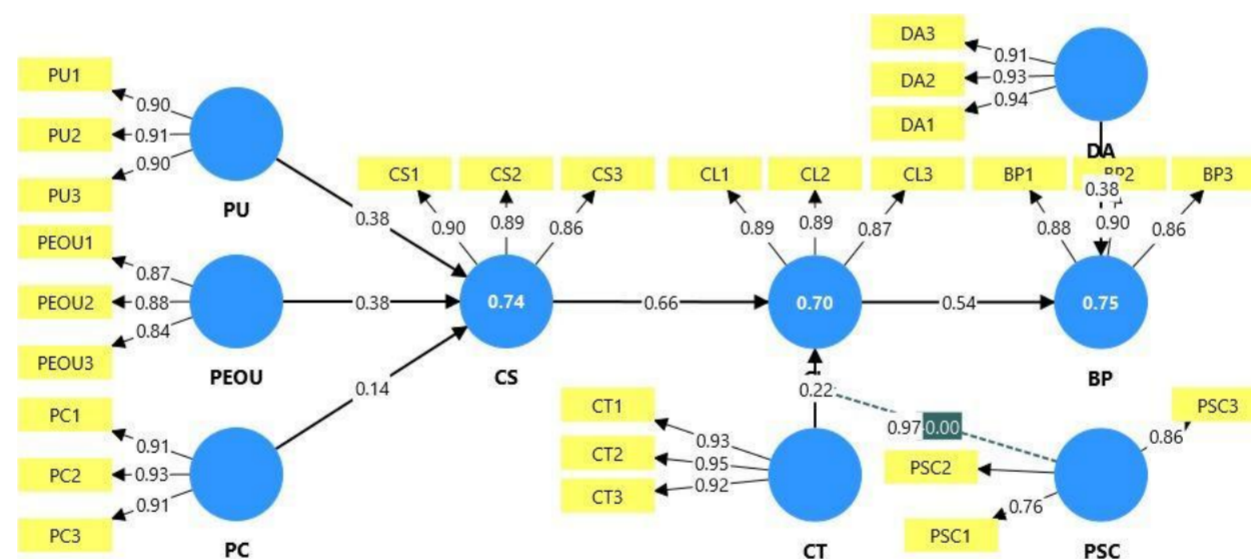 DA3
0.91
DA2
0.93
DA1
0.94
DA
PU1
0.90
PU2
0.91
PU3
0.90
PU
0.38
CS1
CS2
CS3
0.90
0.89
0.86
CL1
CL2
CL3
0.89
0.89
0.87
BP1
BP2
BP3
0.38
0.88
0.90
0.86
PEOU1
0.87
PEOU2
0.88
PEOU3
0.84
PEOU
0.38
0.74
CS
0.66
0.70
0.54
0.75
BP
0.14
PC1
0.91
PC2
0.93
PC3
0.91
PC
0.22
CT1
0.93
CT2
0.95
CT3
0.92
CT
0.97
-0.00
PSC3
0.86
PSC2
PSC1
0.76
PSC